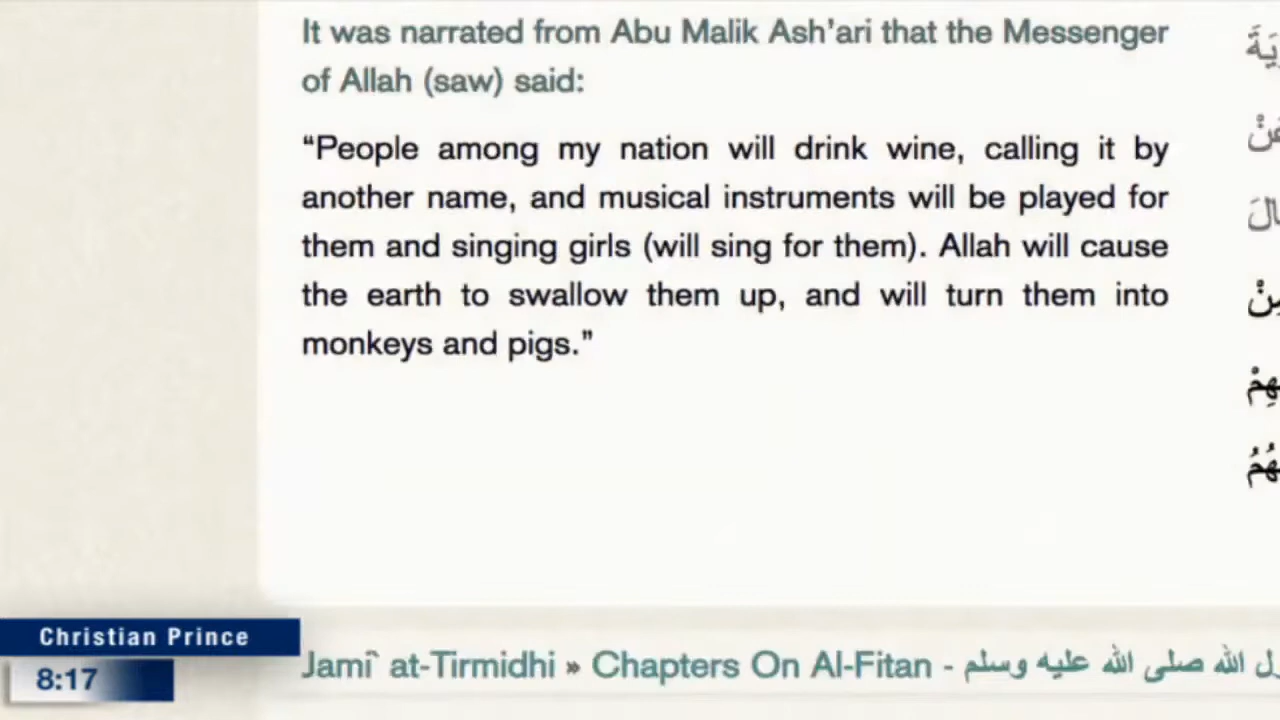 It was narrated from Abu Malik Ash'ari that the Messenger
of Allah (saw) said:
“People among my nation will drink wine, calling it by
another name, and musical instruments will be played for
them and singing girls (will sing for them). Allah will cause
the earth to swallow them up, and will turn them into
monkeys and pigs.”
Christian Prince
8:17
Jami` at-Tirmidhi » Chapters On Al-Fitan - الله صلى الله عليه وسلم